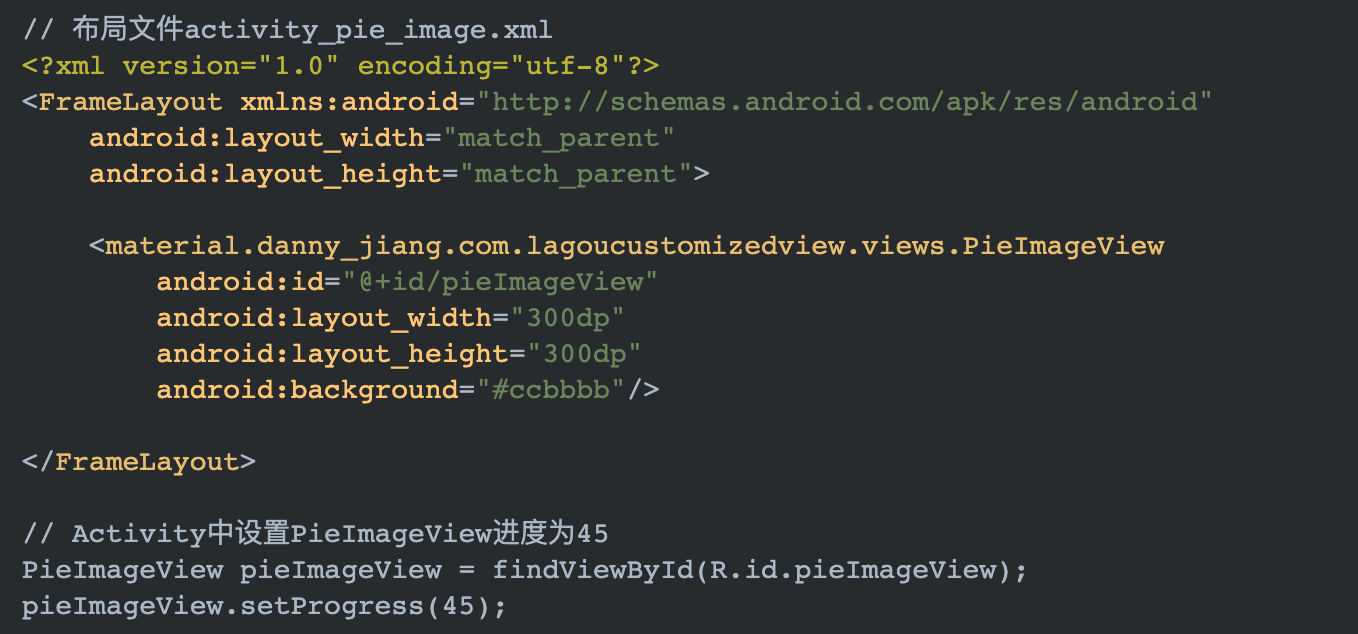 // 布局文件activity_pie_image.xml
<?xml version="1.0" encoding="utf-8"?>
<FrameLayout xmlns:android="http://schemas.android.com/apk/res/android"
    android:layout_width="match_parent"
    android:layout_height="match_parent">

    <material.danny_jiang.com.lagoucustomizedview.views.PieImageView
        android:id="@+id/pieImageView"
        android:layout_width="300dp"
        android:layout_height="300dp"
        android:background="#ccbbbb"/>

</FrameLayout>

// Activity中设置PieImageView进度为45
PieImageView pieImageView = findViewById(R.id.pieImageView);
pieImageView.setProgress(45);